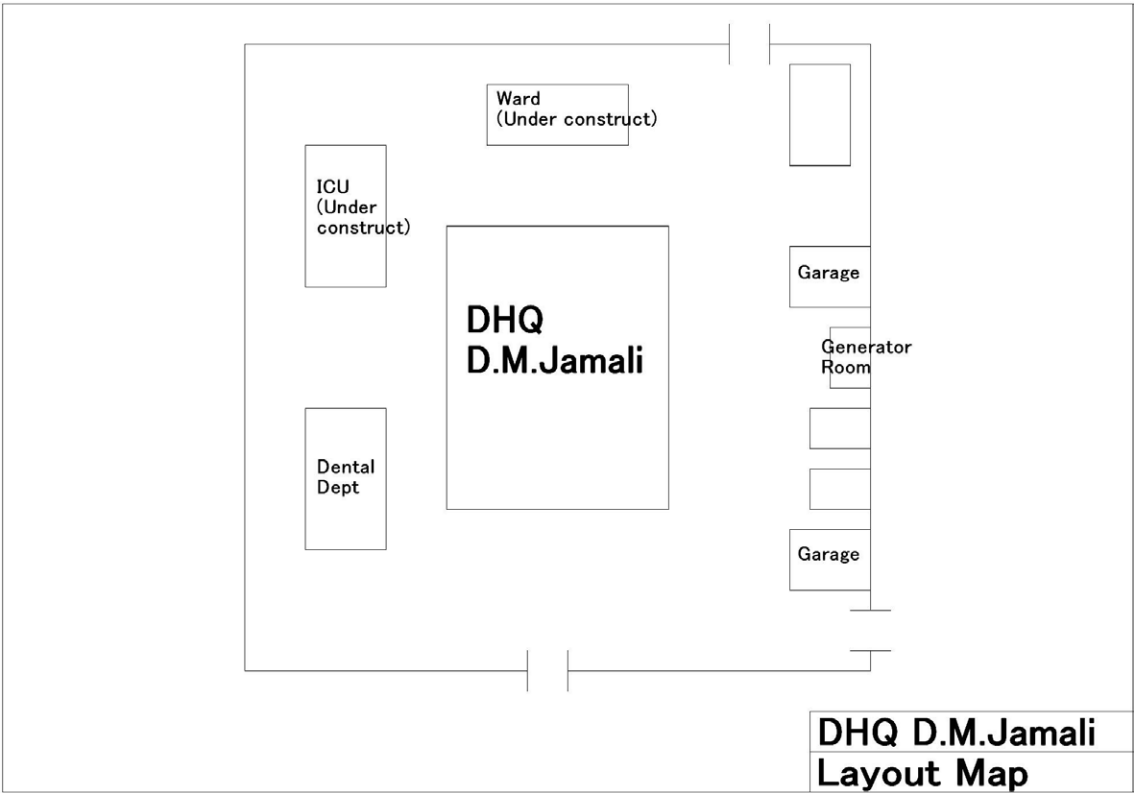 Ward
(Under construct)
ICU
(Under
construct)
Garage
DHQ
D.M.Jamali
Generator
Room
Dental
Dept
Garage
DHQ D.M.Jamali
Layout Map